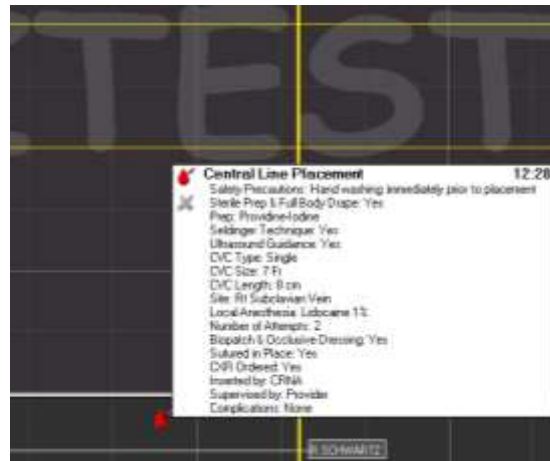 TEST
Central Line Placement 12:28
Safety Precautions: Hand washing immediately prior to placement
Sterile Prep & Full Body Drape: Yes
Prep: Providine-Iodine
Seldinger Technique: Yes
Ultrasound Guidance: Yes
CVC Type: Single
CVC Size: 7 Fr
CVC Length: 8 cm
Site: Rt Subclavian Vein
Local Anesthesia: Lidocaine 1%
Number of Attempts: 2
Biopatch & Occlusive Dressing: Yes
Sutured in Place: Yes
CXR Ordered: Yes
Inserted by: CRNA
Supervised by: Provider
Complications: None
R SCHWARTZ